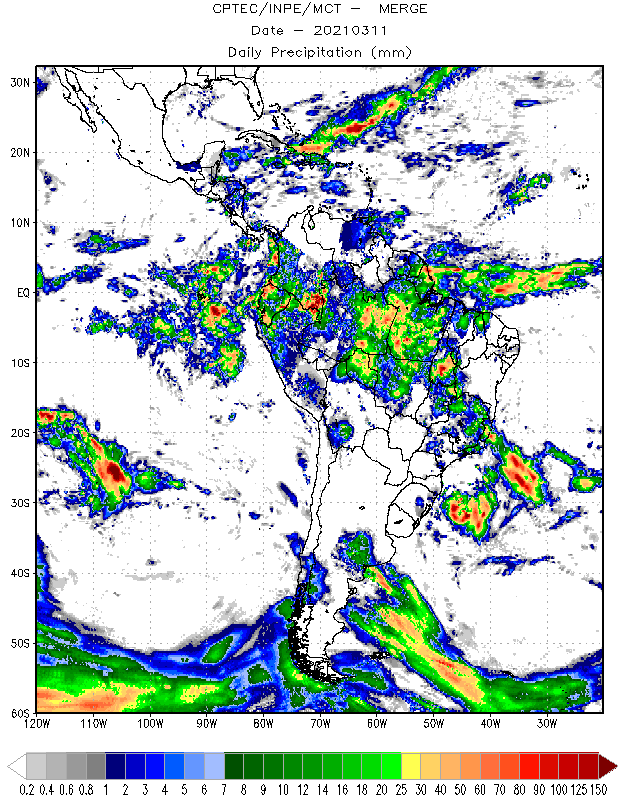 CPTEC/INPE/MCT - MERGE
Date - 20210311
Daily Precipitation (mm)
30N
20N
10N
EQ
10S
20S
30S
40S
50S
60S
120W 110W 100W 90W 80W 70W 60W 50W 40W 30W
0.2 0.4 0.6 0.8 1 2 3 4 5 6 7 8 9 10 12 14 16 18 20 25 30 40 50 60 70 80 90 100 125 150